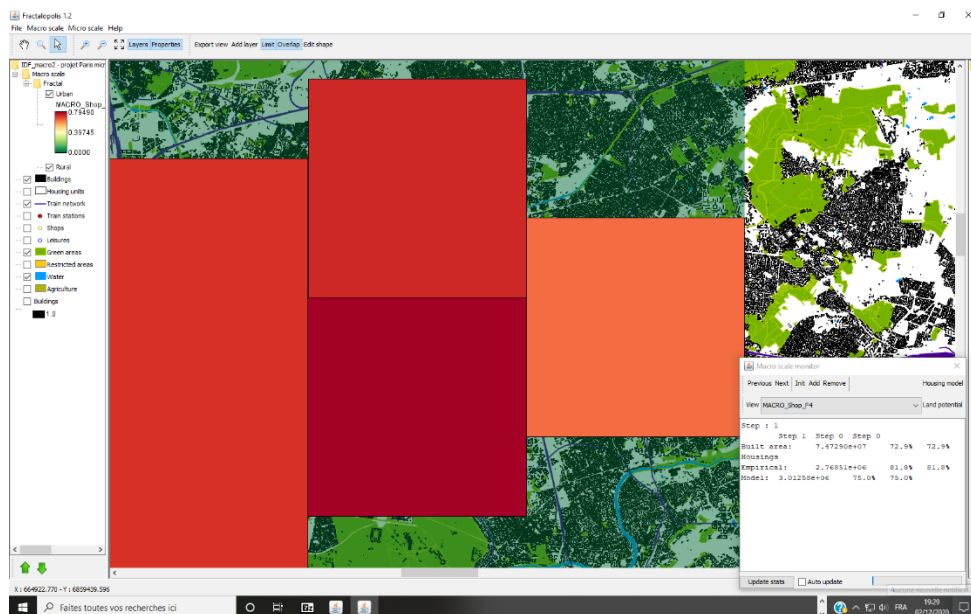 Fractalopolis 1.2
File Macro scale Micro scale Help
Layers Properties Export view Add layer Limit Overlap Edit shape
IDF_macro2 - projet Paris micr
Macro scale
Fractal
Urban
MACRO_Shop_
0.79490
0.39745
0.0000
Rural
Buildings
Housing units
Train network
Train stations
Shops
Leisures
Green areas
Restricted areas
Water
Agriculture
Buildings
1.0
Macro scale monitor
Previous Next Init Add Remove Housing model
View MACRO_Shop_F4 Land potential
Step : 1
Step 1 Step 0 Step 0
Built area: 7.47290e+07 72.9% 72.9%
Housings
Empirical: 2.76851e+06 81.8% 81.8%
Model: 3.01258e+06 75.0% 75.0%
Update stats Auto update
Aucune nouvelle notificat
X : 664922.770 - Y : 6859439.596
Faites toutes vos recherches ici
FRA
19:29
02/12/2020